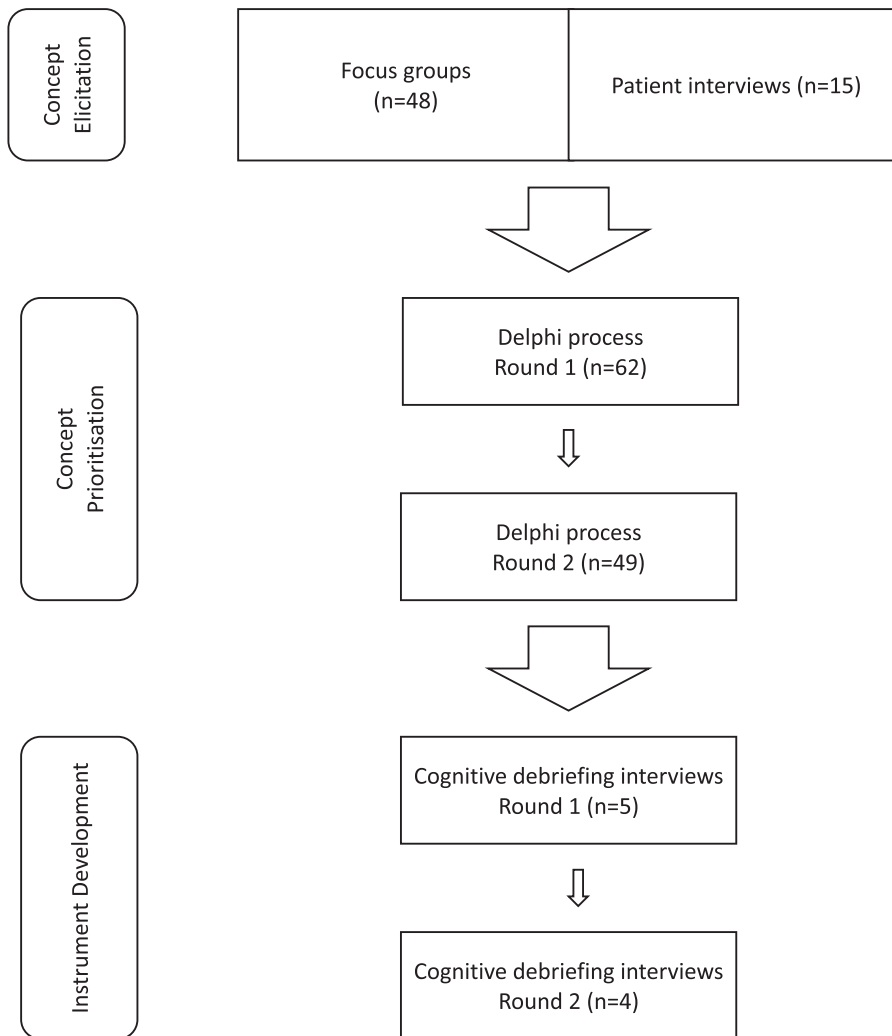 Concept
Elicitation
Focus groups
(n=48)
Patient interviews (n=15)
Concept
Prioritisation
Delphi process
Round 1 (n=62)
Delphi process
Round 2 (n=49)
Instrument Development
Cognitive debriefing interviews
Round 1 (n=5)
Cognitive debriefing interviews
Round 2 (n=4)